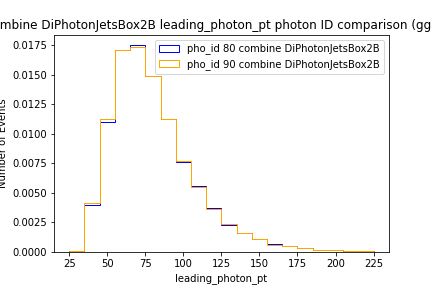 mbine DiPhotonJetsBox2B leading_photon_pt photon ID comparison (gg
pho_id 80 combine DiPhotonJetsBox2B
pho_id 90 combine DiPhotonJetsBox2B
Number of Events
0.0175
0.0150
0.0125
0.0100
0.0075
0.0050
0.0025
0.0000
25 50 75 100 125 150 175 200 225
leading_photon_pt